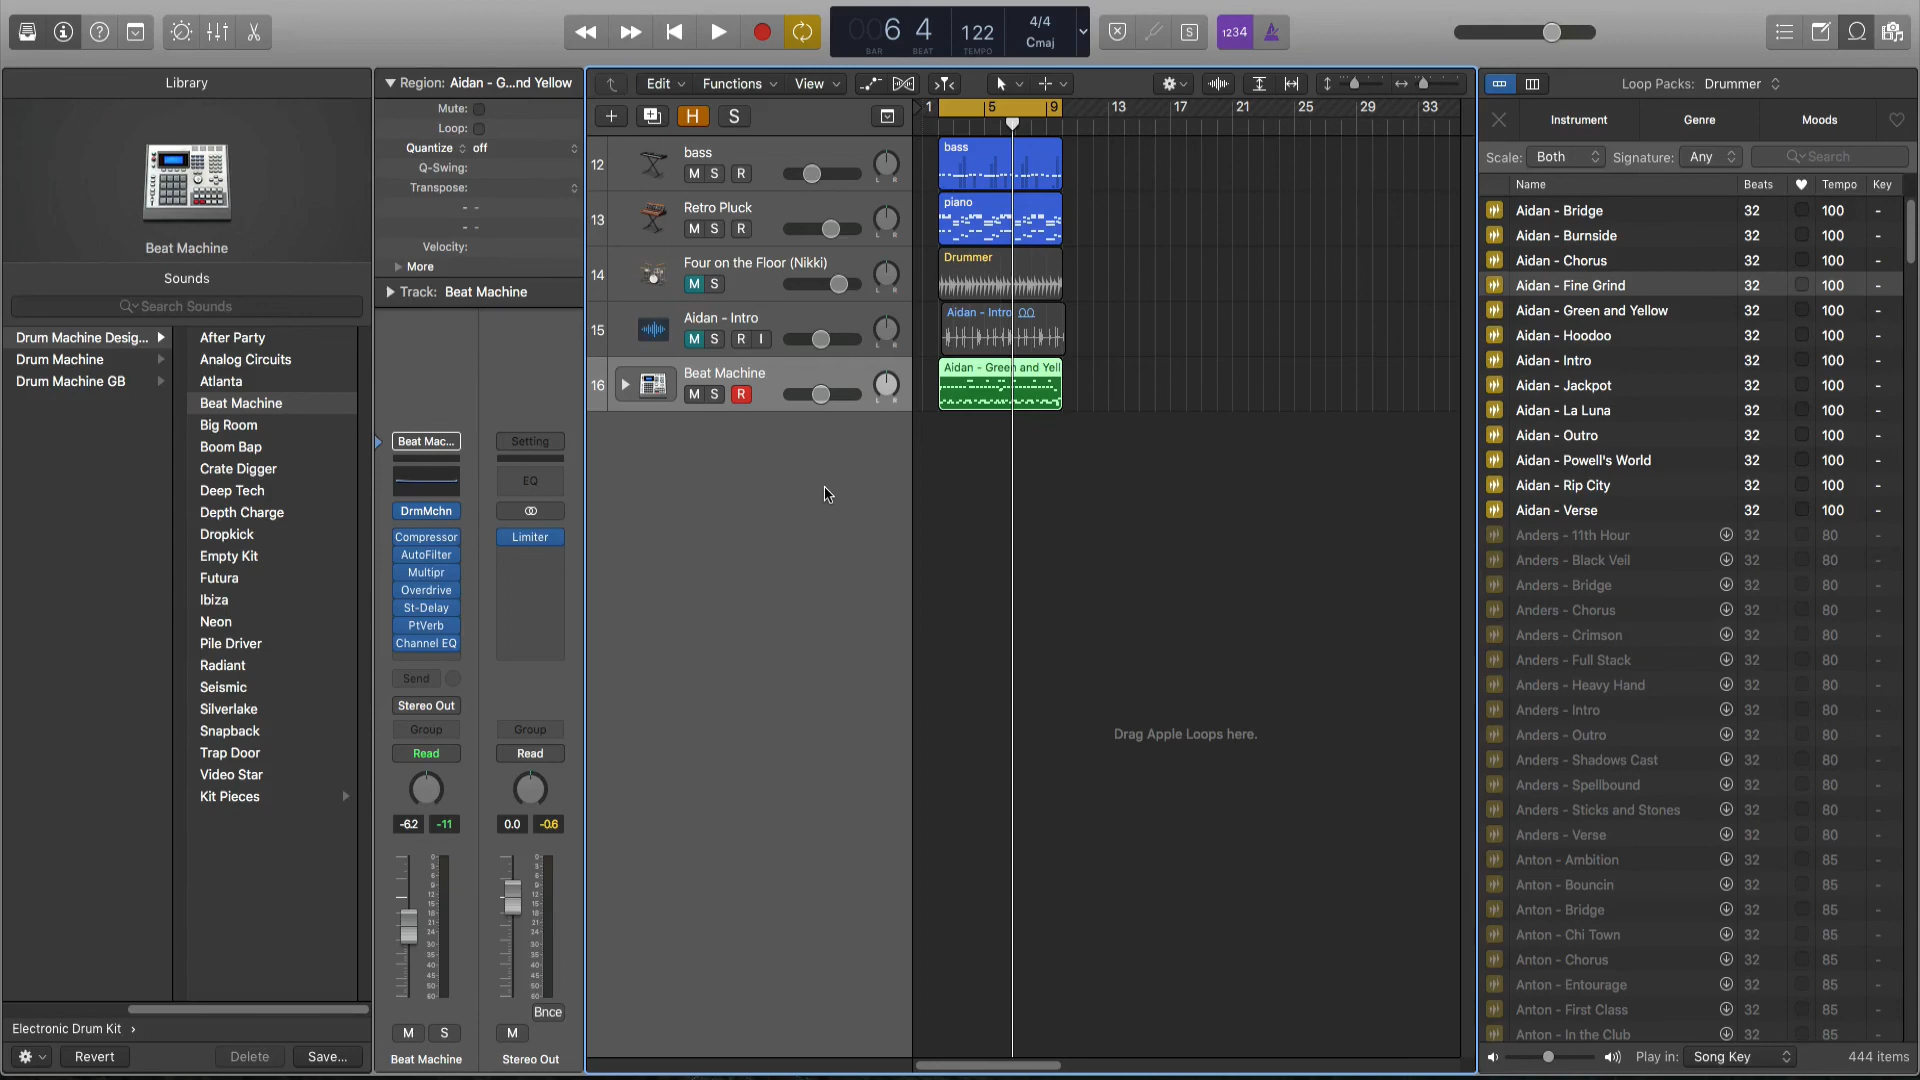 00 6 4
BAR BEAT
122
TEMPO
4/4
Cmaj
S
1234
Library
Beat Machine
Sounds
Search Sounds
Drum Machine Desig...
Drum Machine
Drum Machine GB
After Party
Analog Circuits
Atlanta
Beat Machine
Big Room
Boom Bap
Crate Digger
Deep Tech
Depth Charge
Dropkick
Empty Kit
Futura
Ibiza
Neon
Pile Driver
Radiant
Seismic
Silverlake
Snapback
Trap Door
Video Star
Kit Pieces
Electronic Drum Kit
Revert Delete Save...
Region: Aidan - G...nd Yellow
Mute:
Loop:
Quantize off
Q-Swing:
Transpose:
- -
- -
Velocity:
More
Track: Beat Machine
Beat Mac... Setting
EQ
DrmMchn
Compressor Limiter
AutoFilter
Multipr
Overdrive
St-Delay
PtVerb
Channel EQ
Send
Stereo Out
Group Group
Read Read
-6.2 -11 0.0 -0.6
Bnce
M S M
Beat Machine Stereo Out
Edit Functions View
H S
1 5 9 13 17 21 25 29 33
12 bass
M S R
bass
13 Retro Pluck
M S R
piano
14 Four on the Floor (Nikki)
M S
Drummer
15 Aidan - Intro
M S R I
Aidan - Intro
16 Beat Machine
M S R
Aidan - Green and Yell
Drag Apple Loops here.
Loop Packs: Drummer
Instrument Genre Moods
Scale: Both Signature: Any Search
Name Beats Tempo Key
Aidan - Bridge 32 100 -
Aidan - Burnside 32 100 -
Aidan - Chorus 32 100 -
Aidan - Fine Grind 32 100 -
Aidan - Green and Yellow 32 100 -
Aidan - Hoodoo 32 100 -
Aidan - Intro 32 100 -
Aidan - Jackpot 32 100 -
Aidan - La Luna 32 100 -
Aidan - Outro 32 100 -
Aidan - Powell's World 32 100 -
Aidan - Rip City 32 100 -
Aidan - Verse 32 100 -
Anders - 11th Hour 32 80 -
Anders - Black Veil 32 80 -
Anders - Bridge 32 80 -
Anders - Chorus 32 80 -
Anders - Crimson 32 80 -
Anders - Full Stack 32 80 -
Anders - Heavy Hand 32 80 -
Anders - Intro 32 80 -
Anders - Outro 32 80 -
Anders - Shadows Cast 32 80 -
Anders - Spellbound 32 80 -
Anders - Sticks and Stones 32 80 -
Anders - Verse 32 80 -
Anton - Ambition 32 85 -
Anton - Bouncin 32 85 -
Anton - Bridge 32 85 -
Anton - Chi Town 32 85 -
Anton - Chorus 32 85 -
Anton - Entourage 32 85 -
Anton - First Class 32 85 -
Anton - In the Club 32 85 -
Play in: Song Key 444 items